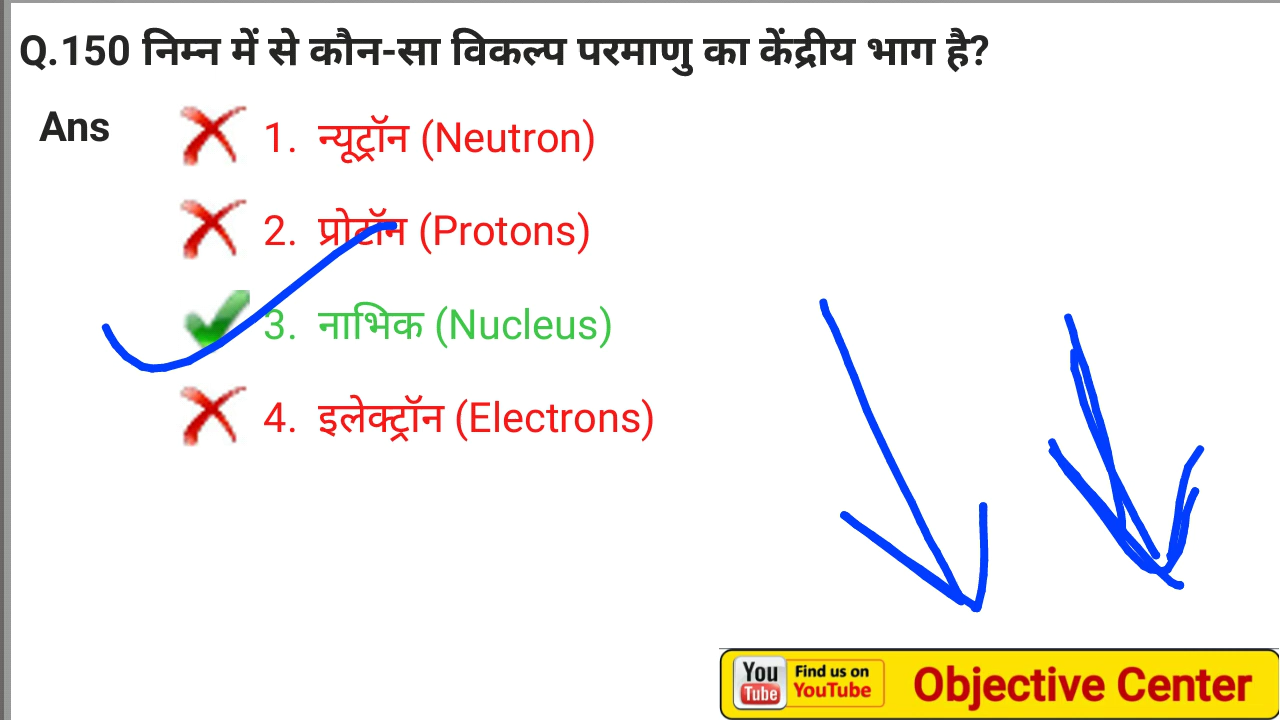 Q.150 निम्न में से कौन-सा विकल्प परमाणु का केंद्रीय भाग है?
Ans
1. न्यूट्रॉन (Neutron)
2. प्रोटॉन (Protons)
3. नाभिक (Nucleus)
4. इलेक्ट्रॉन (Electrons)
You Tube Find us on YouTube Objective Center